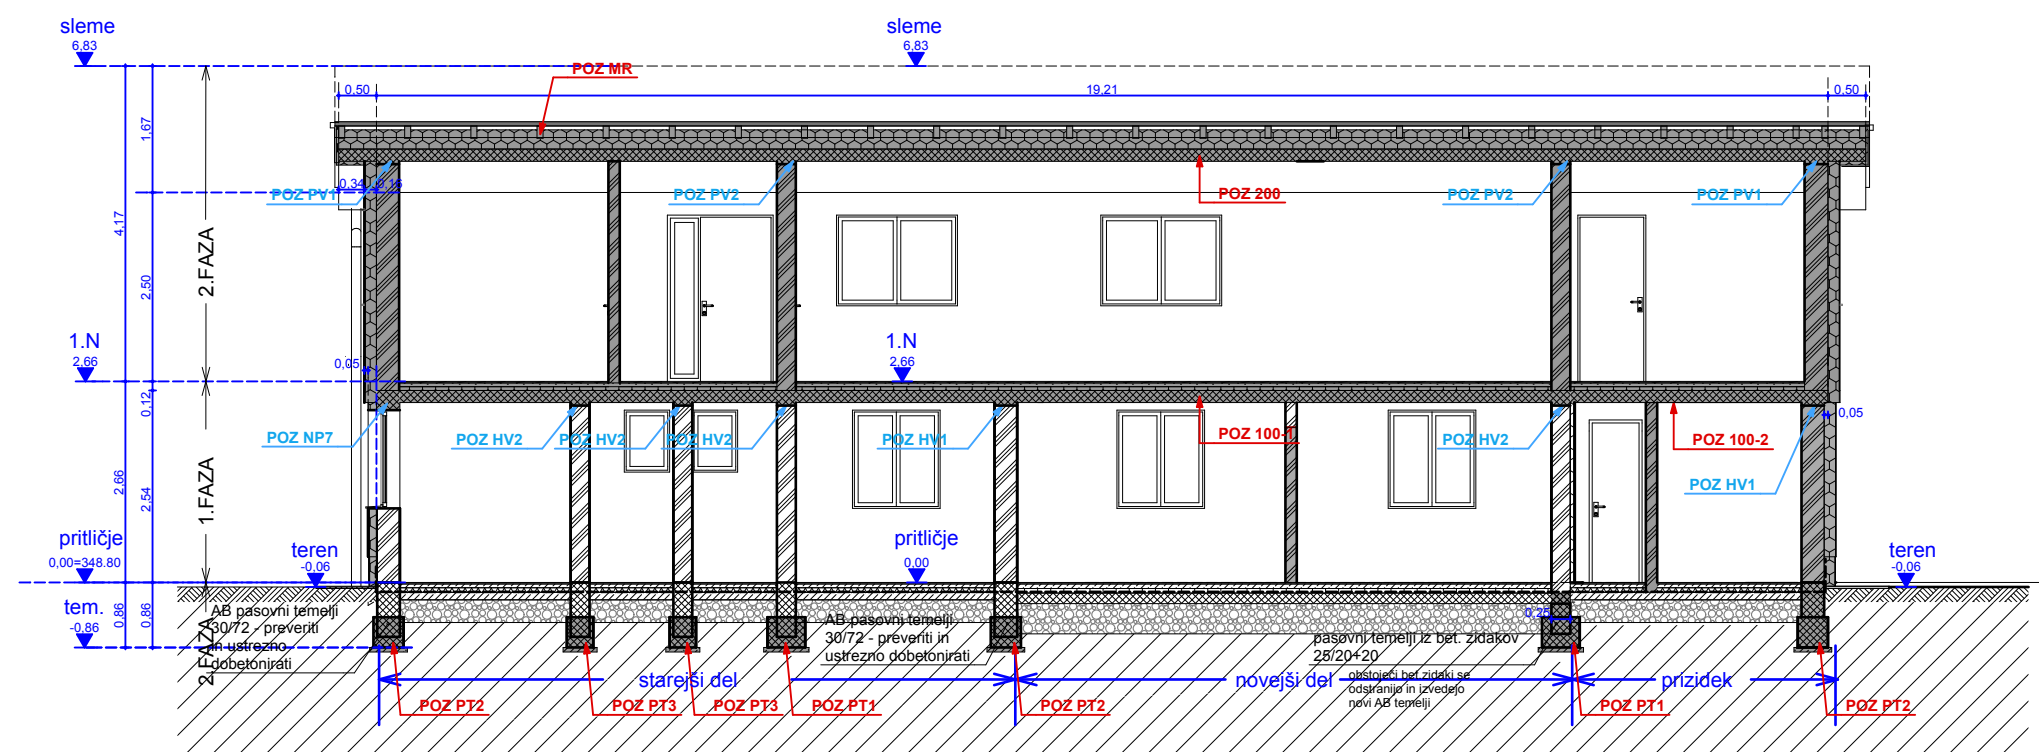 sleme
6,83
sleme
6,83
POZ MR
0,50
19,21
0,50
1,67
4,17
2.FAZA
2,50
0,34
0,16
POZ PV1
POZ PV2
POZ 200
POZ PV2
POZ PV1
1.N
2,66
0,05
1.N
2,66
0,12
POZ NP7
POZ HV2
POZ HV2
POZ HV2
POZ HV1
POZ 100-1
POZ HV2
POZ 100-2
0,05
POZ HV1
2,66
2,54
1.FAZA
pritličje
0,00=348.80
teren
-0.06
pritličje
0.00
teren
-0.06
tem.
-0.86
0.86
0.86
2.FAZA
AB pasovni temelji
30/72 - preveriti
in ustrezno
dobetonirati
AB pasovni temelji
30/72 - preveriti in
ustrezno dobetonirati
0,25
pasovni temelji iz bet. zidakov
25/20+20
obstoječi bet zidaki se
odstranijo in izvedejo
novi AB temelji
starejši del
novejši del
prizidek
POZ PT2
POZ PT3
POZ PT3
POZ PT1
POZ PT2
POZ PT1
POZ PT2